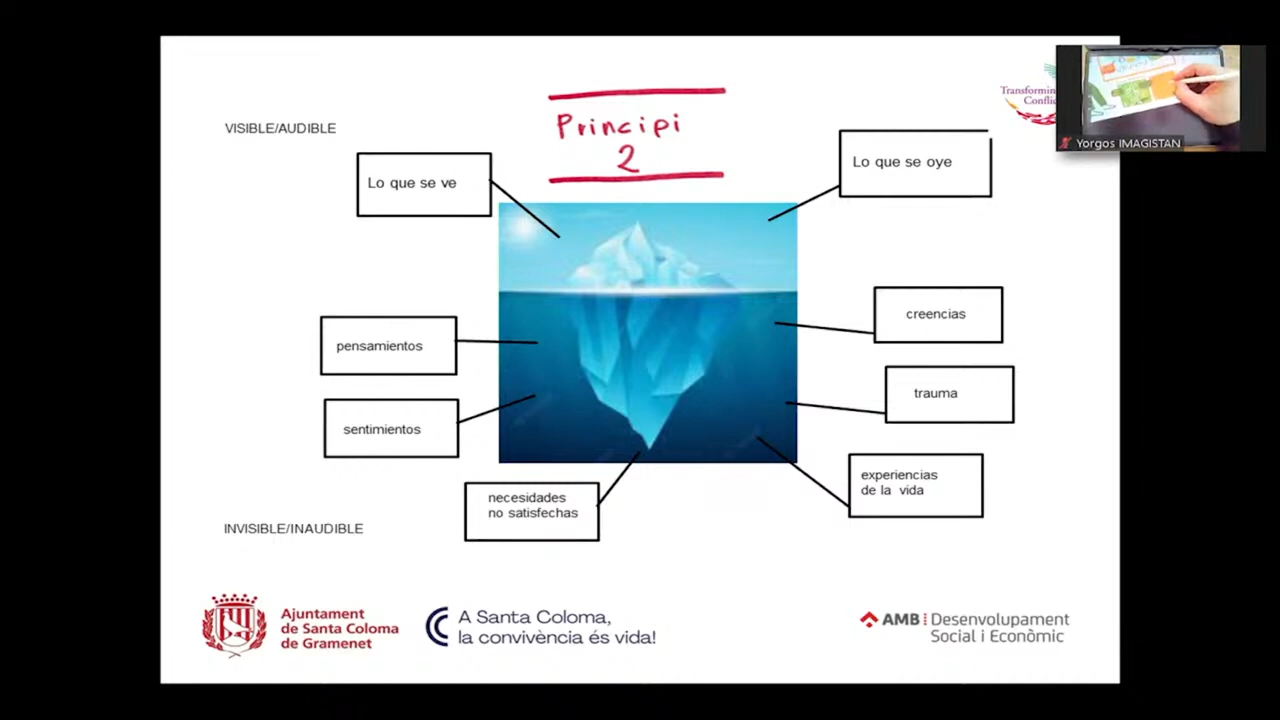 VISIBLE/AUDIBLE
Principi
2
Lo que se ve
Lo que se oye
Yorgos IMAGISTAN
pensamientos
creencias
sentimientos
trauma
necesidades
no satisfechas
experiencias
de la vida
INVISIBLE/INAUDIBLE
Ajuntament
de Santa Coloma
de Gramenet
A Santa Coloma,
la convivència és vida!
AMB
Desenvolupament
Social i Econòmic